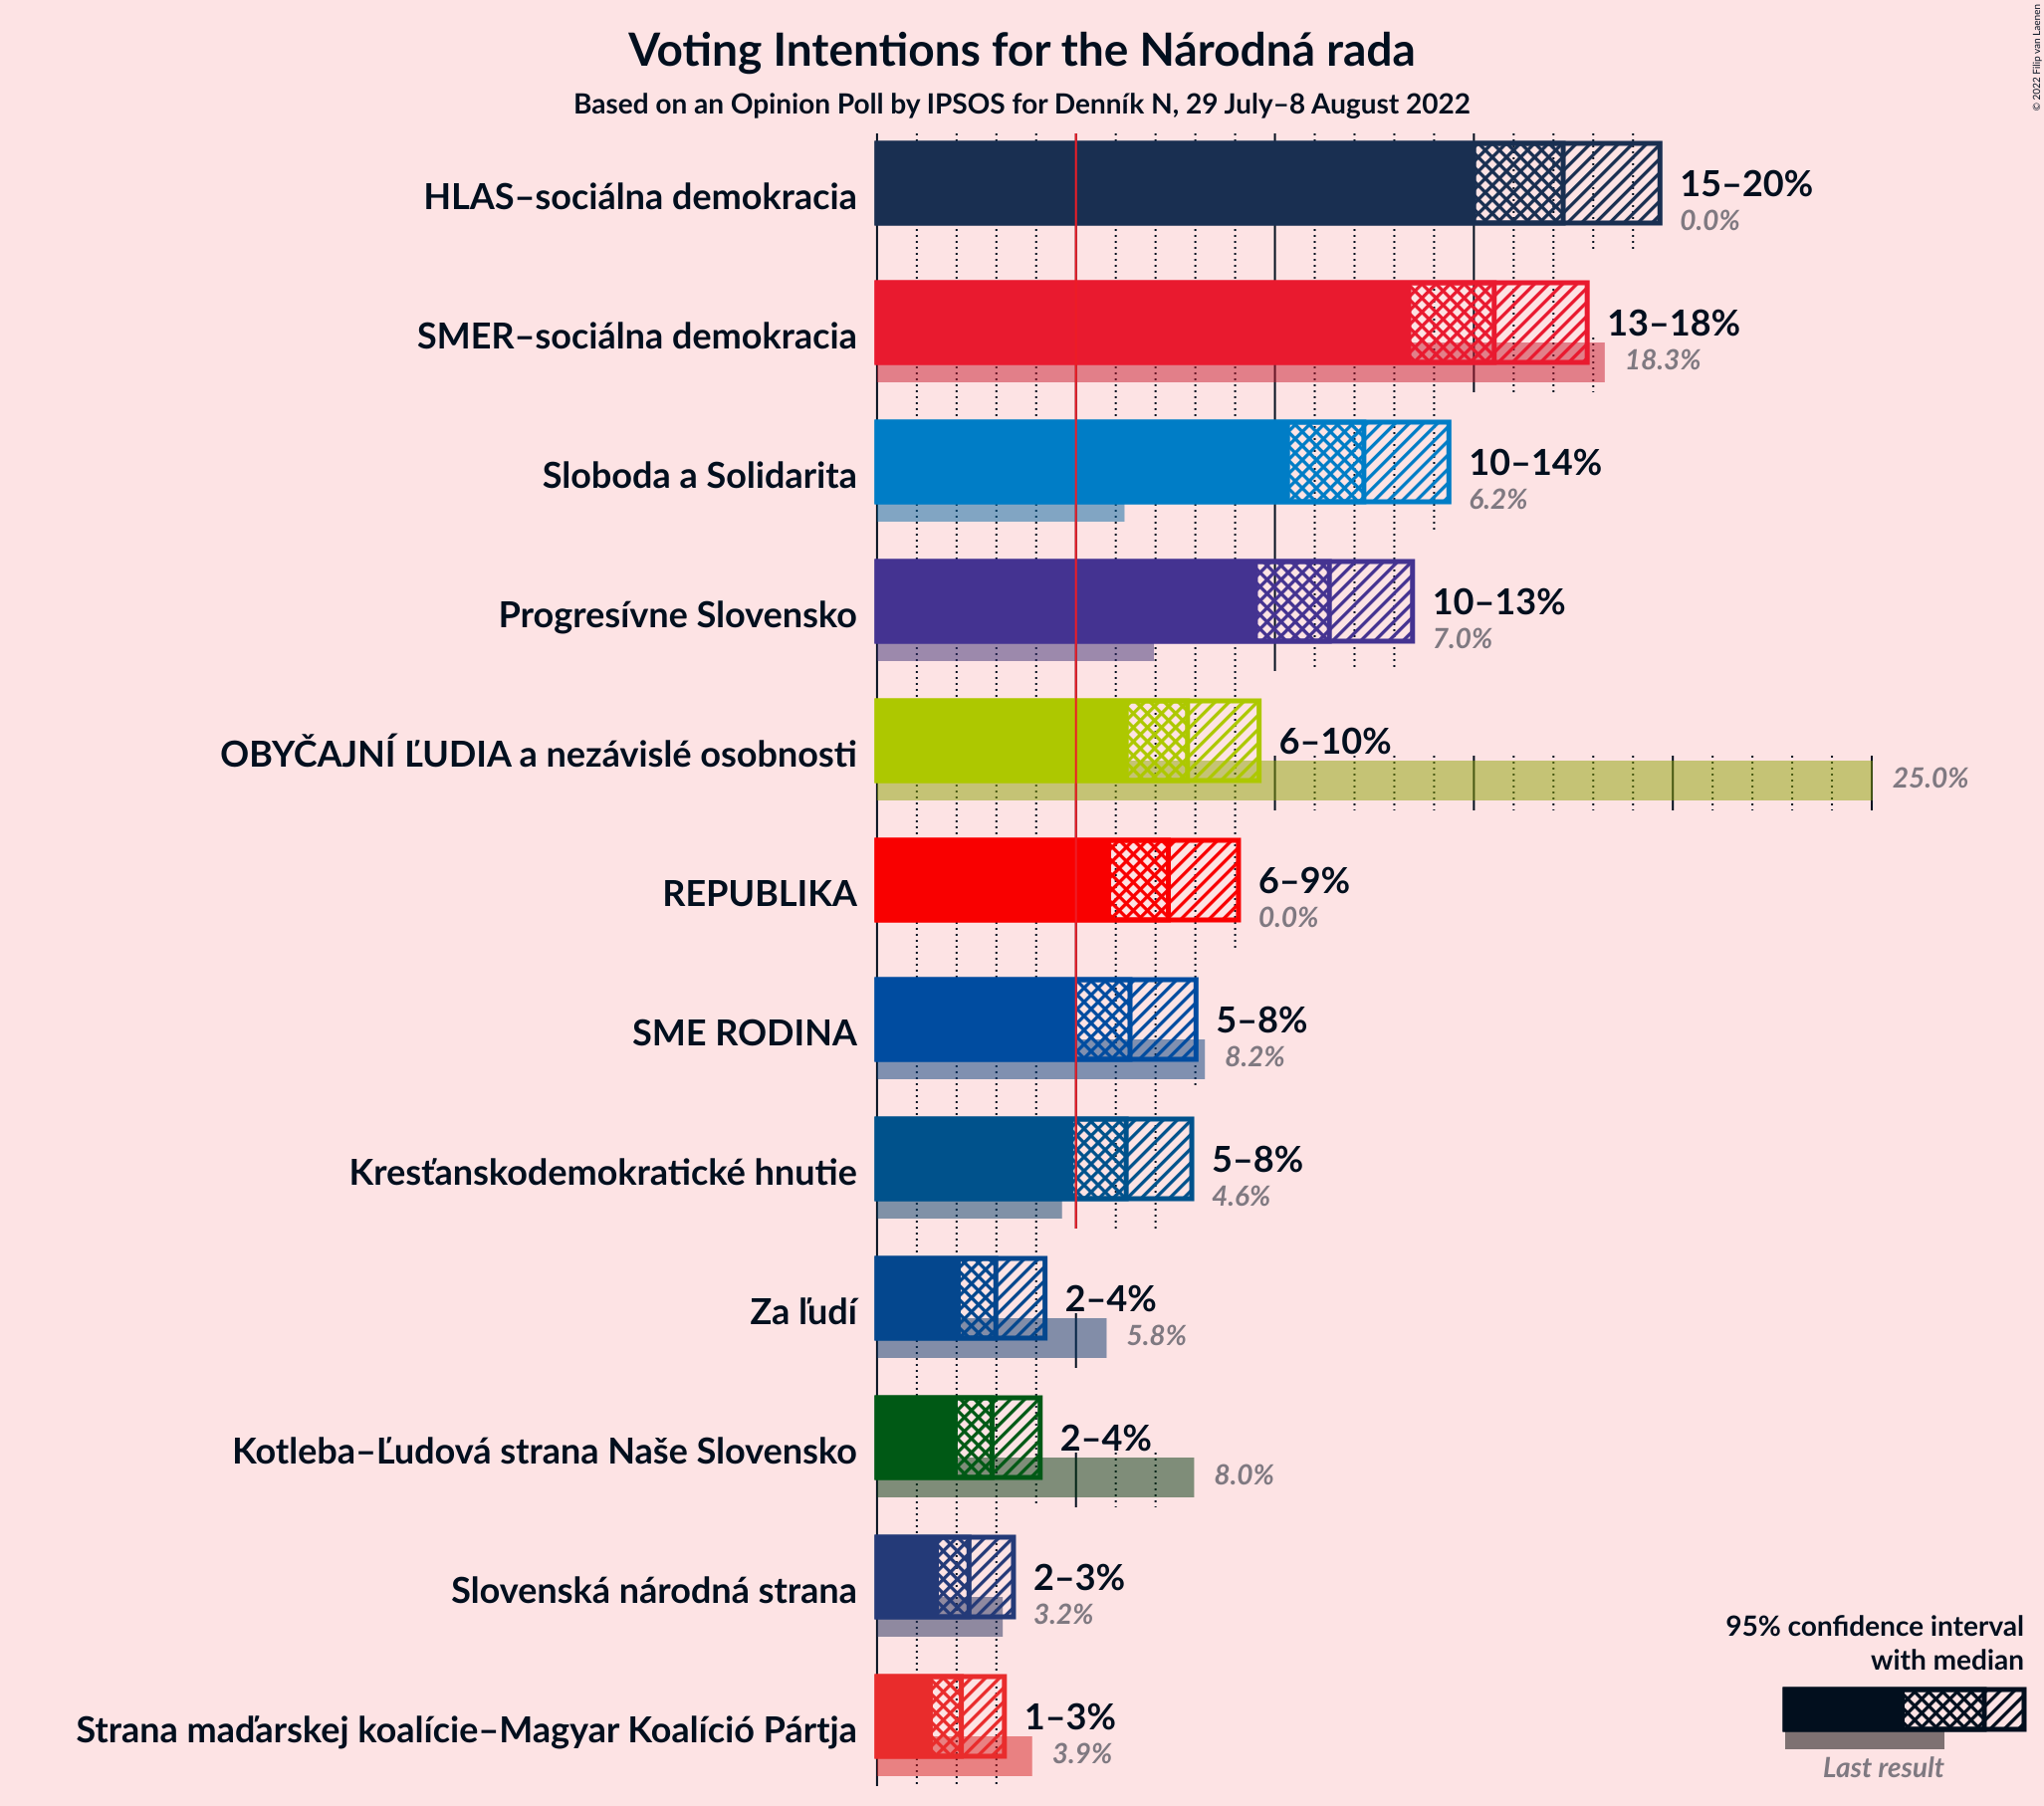 Voting Intentions for the Národná rada
Based on an Opinion Poll by IPSOS for Denník N, 29 July–8 August 2022
© 2022 Filip van Laenen
HLAS–sociálna demokracia
15–20%
0.0%
SMER–sociálna demokracia
13–18%
18.3%
Sloboda a Solidarita
10–14%
6.2%
Progresívne Slovensko
10–13%
7.0%
OBYČAJNÍ ĽUDIA a nezávislé osobnosti
6–10%
25.0%
REPUBLIKA
6–9%
0.0%
SME RODINA
5–8%
8.2%
Kresťanskodemokratické hnutie
5–8%
4.6%
Za ľudí
2–4%
5.8%
Kotleba–Ľudová strana Naše Slovensko
2–4%
8.0%
Slovenská národná strana
2–3%
3.2%
Strana maďarskej koalície–Magyar Koalíció Pártja
1–3%
3.9%
95% confidence interval
with median
Last result